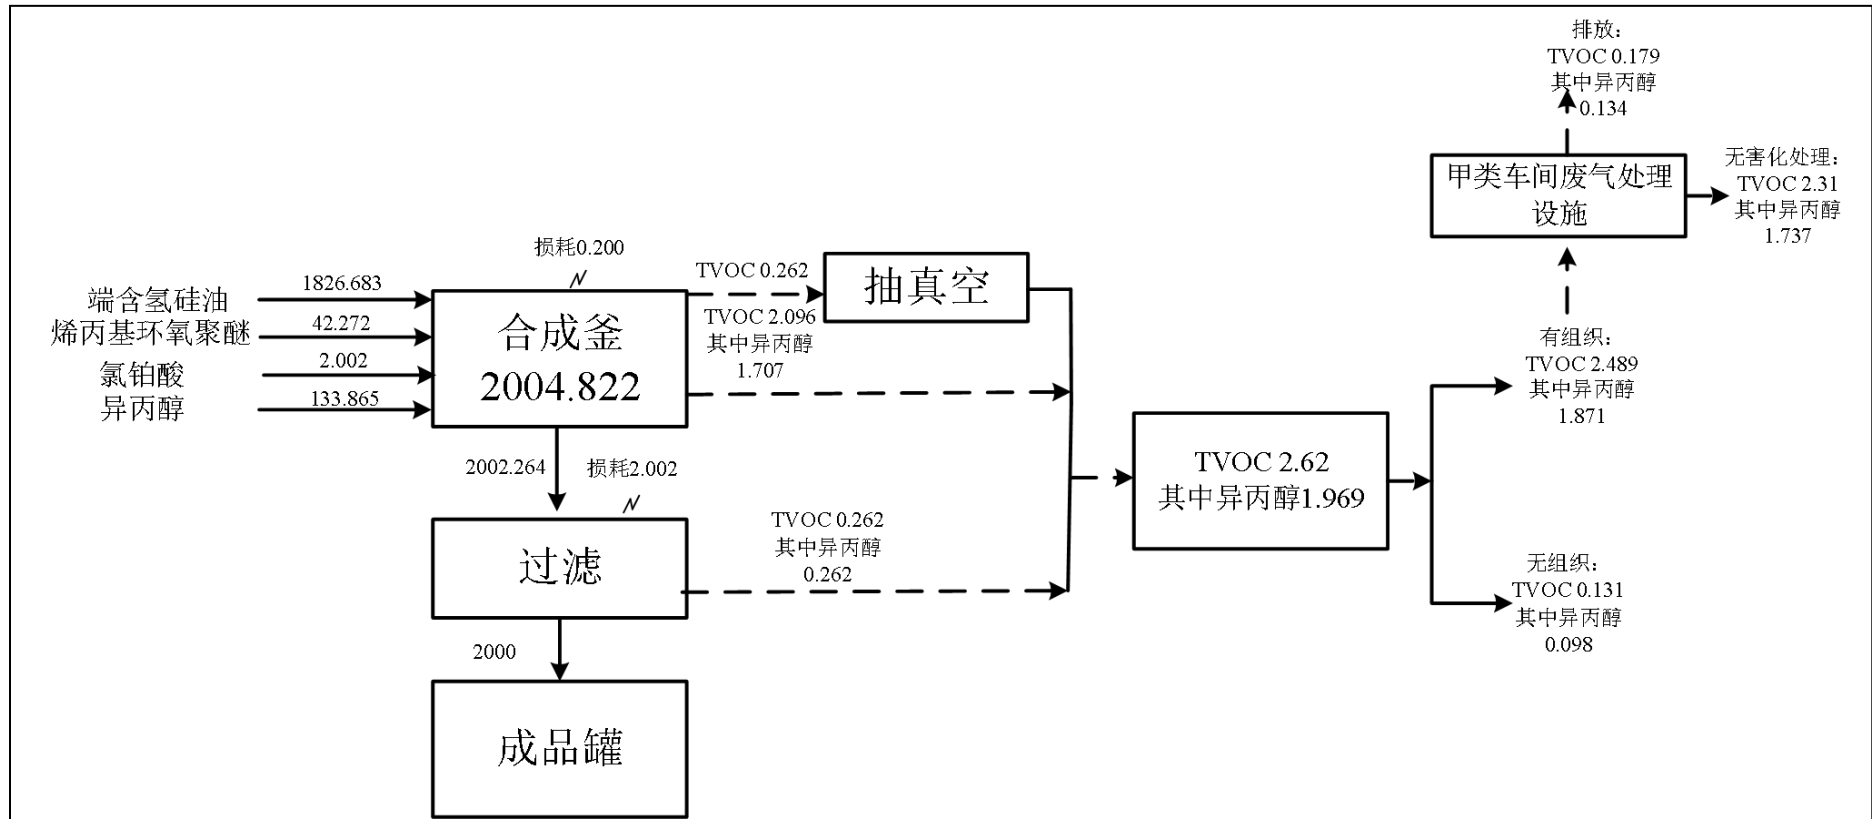 端含氢硅油
1826.683
烯丙基环氧聚醚
42.272
氯铂酸
2.002
异丙醇
133.865
损耗0.200
合成釜
2004.822
TVOC 0.262
抽真空
TVOC 2.096
其中异丙醇
1.707
2002.264
损耗2.002
过滤
TVOC 0.262
其中异丙醇
0.262
2000
成品罐
TVOC 2.62
其中异丙醇1.969
有组织：
TVOC 2.489
其中异丙醇
1.871
无组织：
TVOC 0.131
其中异丙醇
0.098
甲类车间废气处理
设施
排放：
TVOC 0.179
其中异丙醇
0.134
无害化处理：
TVOC 2.31
其中异丙醇
1.737